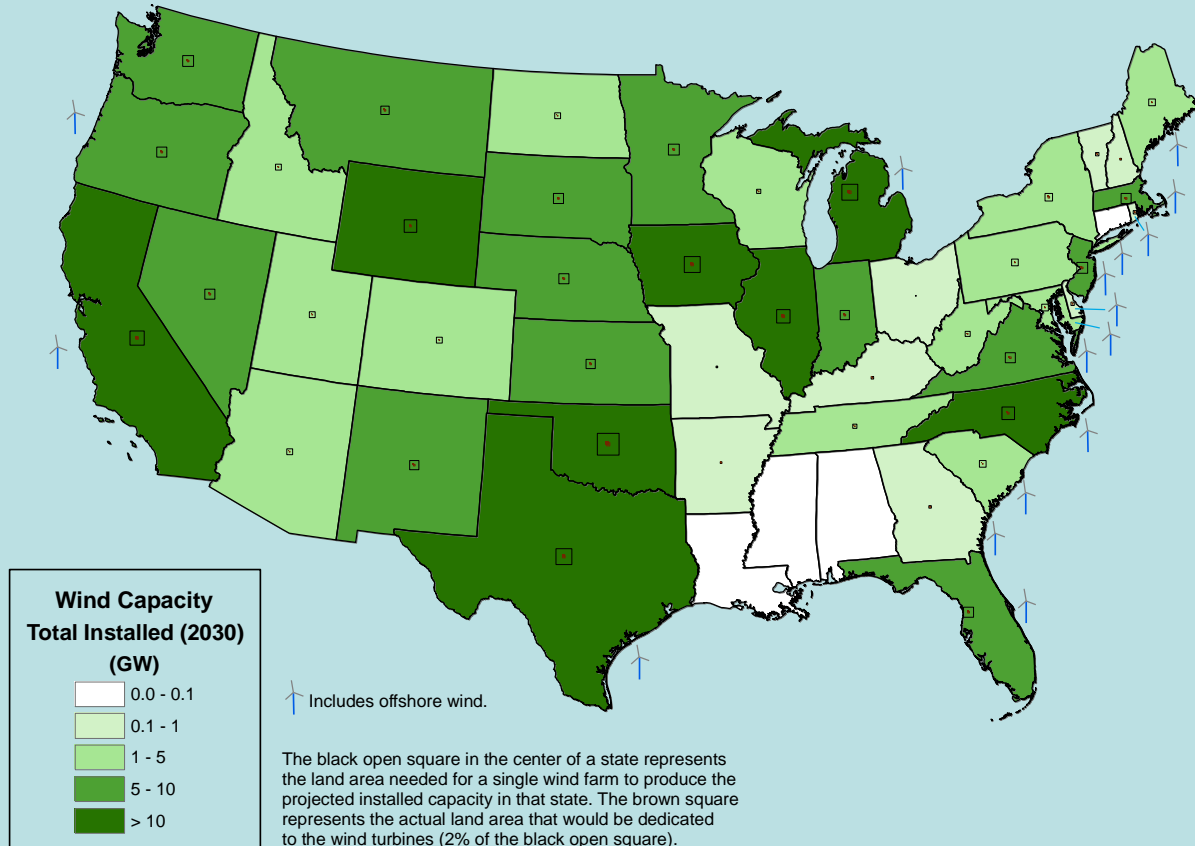 Wind Capacity
Total Installed (2030)
(GW)
0.0 - 0.1
0.1 - 1
1 - 5
5 - 10
> 10
Includes offshore wind.
The black open square in the center of a state represents
the land area needed for a single wind farm to produce the
projected installed capacity in that state. The brown square
represents the actual land area that would be dedicated
to the wind turbines (2% of the black open square).